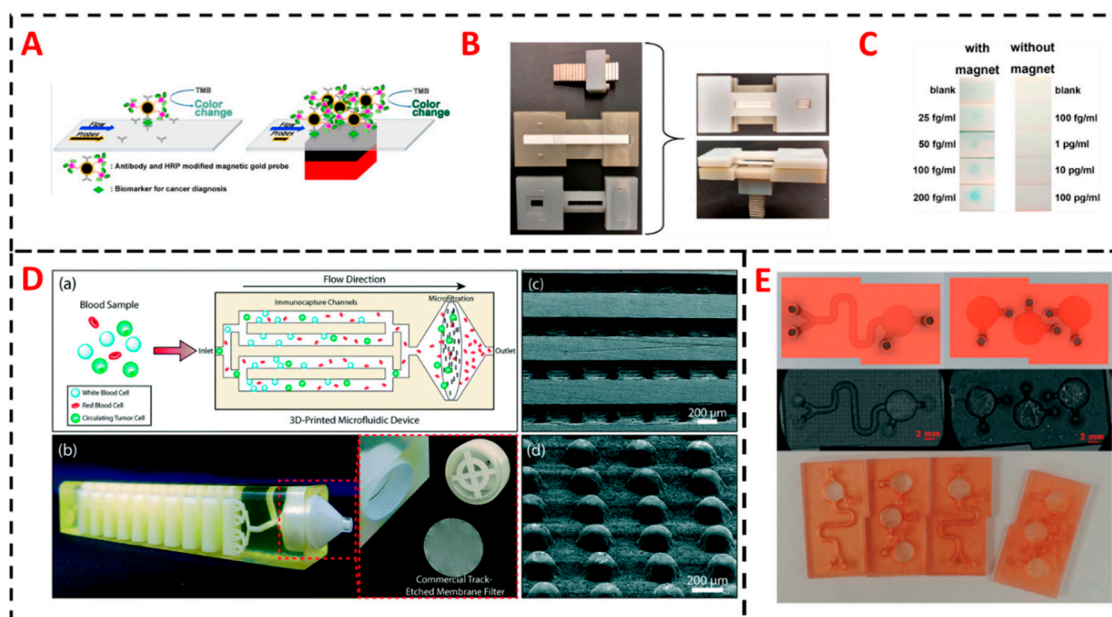 A
TMB
Color
change
Flow
Probes
TMB
Color
change
Flow
Probes
: Antibody and HRP modified magnetic gold probe
: Biomarker for cancer diagnosis
B
C
with
magnet
without
magnet
blank
25 fg/ml
50 fg/ml
100 fg/ml
200 fg/ml
blank
100 fg/ml
1 pg/ml
10 pg/ml
100 pg/ml
D
(a)
Flow Direction
Blood Sample
Immunocapture Channels
Microfiltration
Inlet
Outlet
White Blood Cell
Red Blood Cell
Circulating Tumor Cell
3D-Printed Microfluidic Device
(b)
Commercial Track-
Etched Membrane Filter
(c)
200 µm
(d)
200 µm
E
2 mm
2 mm